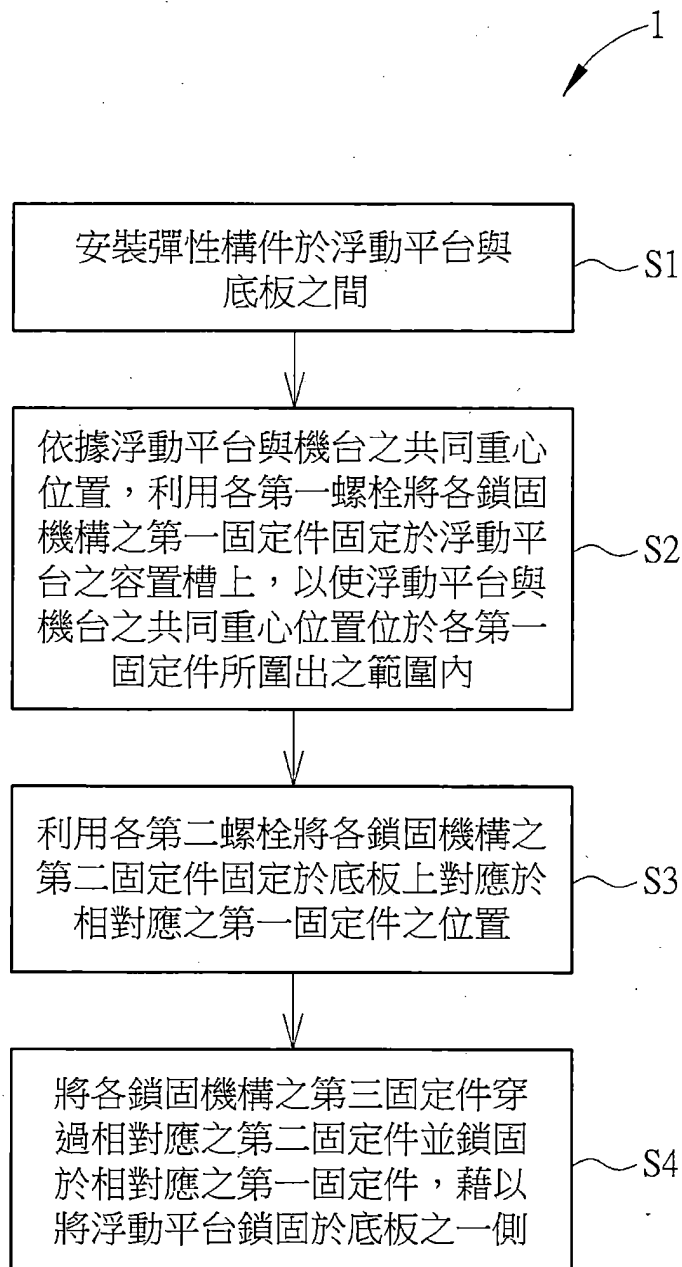 1
安裝彈性構件於浮動平台與
底板之間
S1
依據浮動平台與機台之共同重心
位置，利用各第一螺栓將各鎖固
機構之第一固定件固定於浮動平
台之容置槽上，以使浮動平台與
機台之共同重心位置位於各第一
固定件所圍出之範圍內
S2
利用各第二螺栓將各鎖固機構之
第二固定件固定於底板上對應於
相對應之第一固定件之位置
S3
將各鎖固機構之第三固定件穿
過相對應之第二固定件並鎖固
於相對應之第一固定件，藉以
將浮動平台鎖固於底板之一側
S4